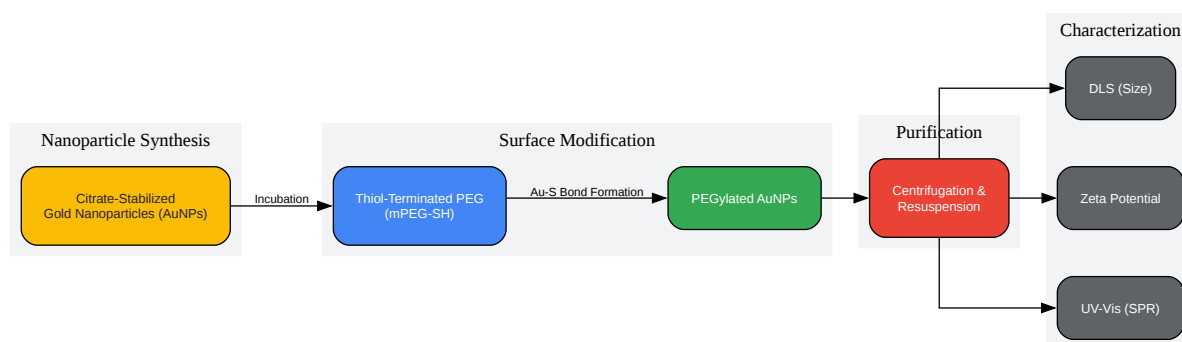 Nanoparticle Synthesis
Citrate-Stabilized
Gold Nanoparticles (AuNPs)
Incubation
Surface Modification
Thiol-Terminated PEG
(mPEG-SH)
Au-S Bond Formation
PEGylated AuNPs
Purification
Centrifugation &
Resuspension
Characterization
DLS (Size)
Zeta Potential
UV-Vis (SPR)